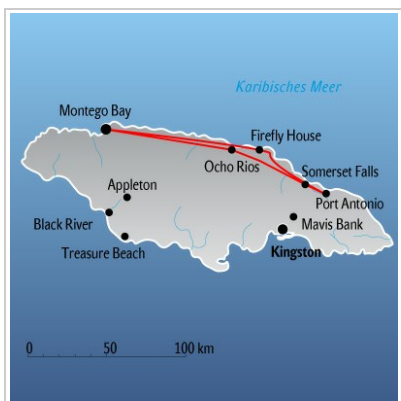 Karibisches Meer
Montego Bay
Firefly House
Ocho Rios
Somerset Falls
Appleton
Port Antonio
Black River
Mavis Bank
Treasure Beach
Kingston
0 50 100 km